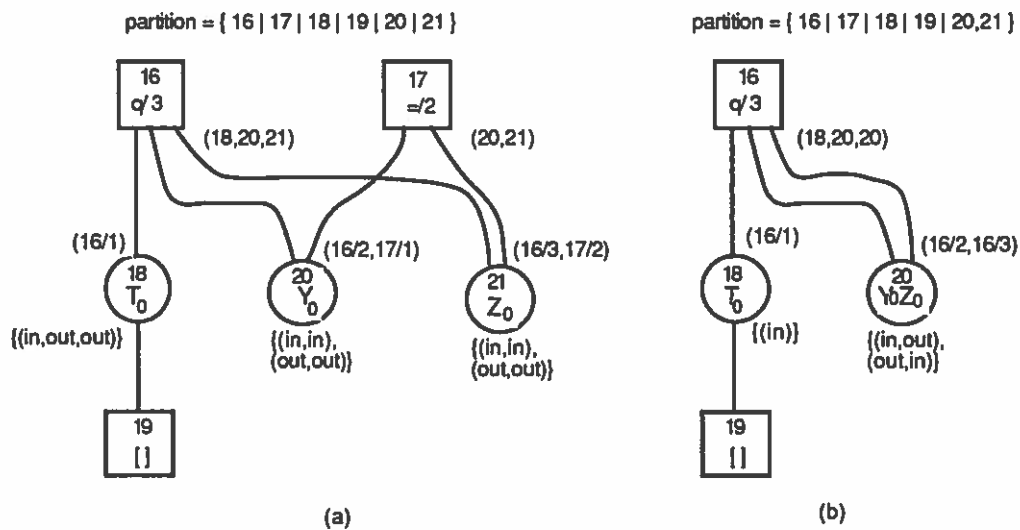 partition = { 16 | 17 | 18 | 19 | 20 | 21 }
16
q/3
17
=/2
(18,20,21)
(20,21)
(16/1)
(16/2,17/1)
(16/3,17/2)
18
T0
20
Y0
21
Z0
{(in,out,out)}
{(in,in),
(out,out)}
{(in,in),
(out,out)}
19
[ ]
(a)
partition = { 16 | 17 | 18 | 19 | 20,21 }
16
q/3
(18,20,20)
(16/1)
(16/2,16/3)
18
T0
20
Y0Z0
{(in)}
{(in,out),
(out,in)}
19
[ ]
(b)